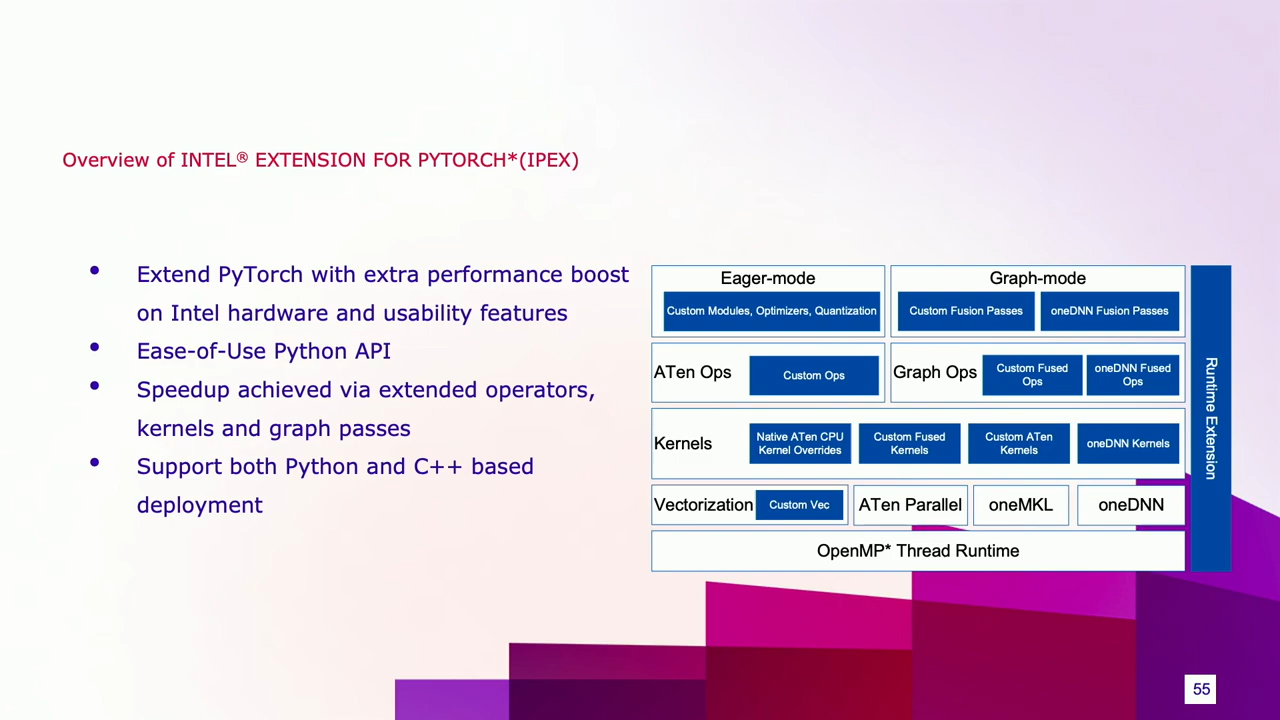 Overview of INTEL® EXTENSION FOR PYTORCH*(IPEX)
• Extend PyTorch with extra performance boost
on Intel hardware and usability features
• Ease-of-Use Python API
• Speedup achieved via extended operators,
kernels and graph passes
• Support both Python and C++ based
deployment
Eager-mode
Custom Modules, Optimizers, Quantization
Graph-mode
Custom Fusion Passes
oneDNN Fusion Passes
ATen Ops
Custom Ops
Graph Ops
Custom Fused
Ops
oneDNN Fused
Ops
Kernels
Native ATen CPU
Kernel Overrides
Custom Fused
Kernels
Custom ATen
Kernels
oneDNN Kernels
Vectorization
Custom Vec
ATen Parallel
oneMKL
oneDNN
OpenMP* Thread Runtime
Runtime Extension
55